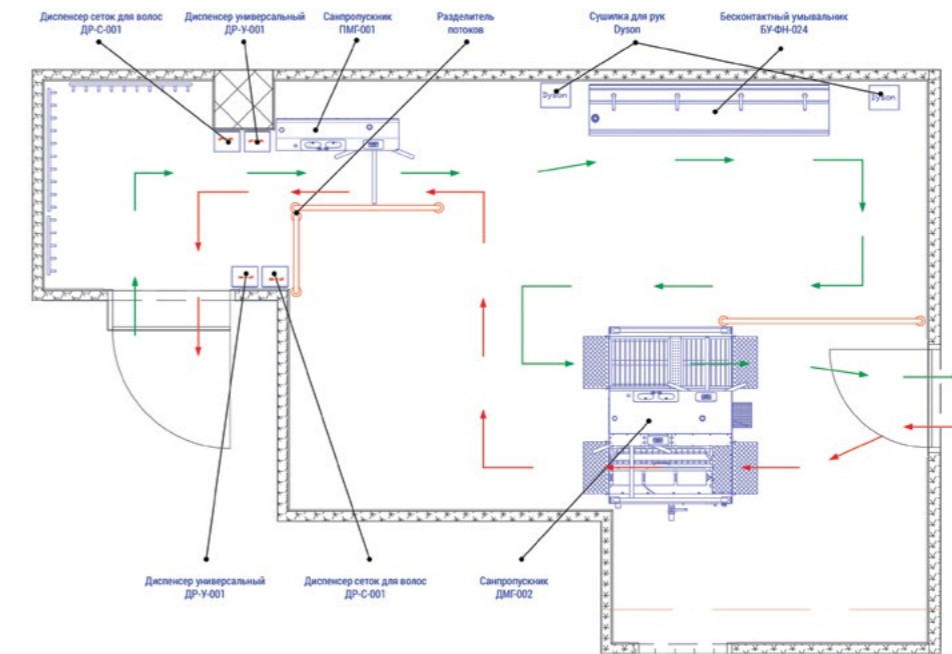 Диспенсер сеток для волос
ДР-С-001
Диспенсер универсальный
ДР-У-001
Санпропускник
ПМГ-001
Разделитель
потоков
Сушилка для рук
Dyson
Бесконтактный умывальник
БУ-ФН-024
Dyson
Dyson
Диспенсер универсальный
ДР-У-001
Диспенсер сеток для волос
ДР-С-001
Санпропускник
ДМГ-002